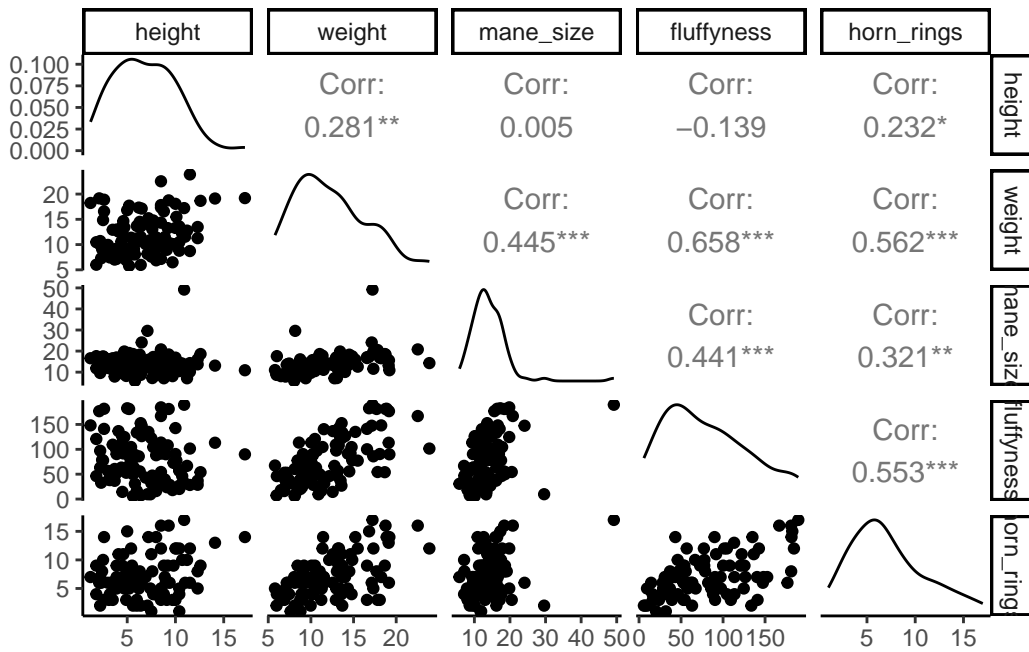 height weight mane_size fluffyness horn_rings
0.100
0.075
0.050
0.025
0.000
Corr:
0.281**
Corr:
0.005
Corr:
−0.139
Corr:
0.232*
height
20
15
10
5
Corr:
0.445***
Corr:
0.658***
Corr:
0.562***
weight
50
40
30
20
10
Corr:
0.441***
Corr:
0.321**
mane_size
150
100
50
0
Corr:
0.553***
fluffyness
15
10
5
horn_rings
5 10 15 5 10 15 20 10 20 30 40 50 0 50 100 150 5 10 15